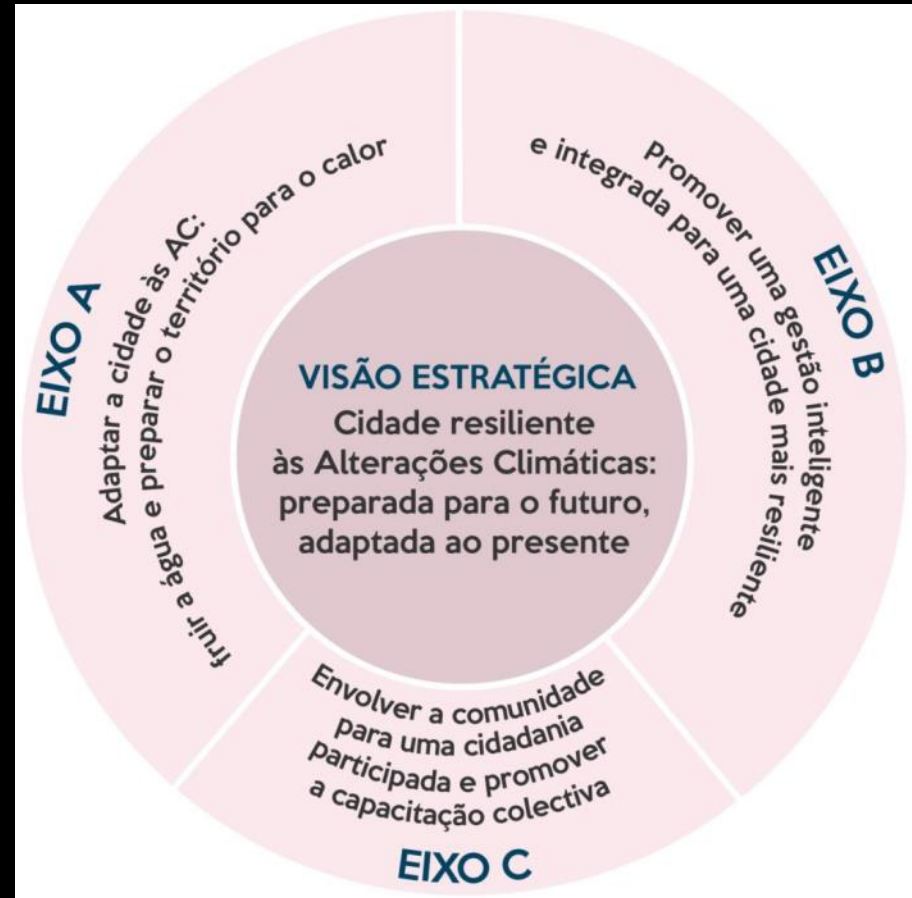 EIXO A
Adaptar a cidade às AC:
fruir a água e preparar o território para o calor
EIXO B
Promover uma gestão inteligente
e integrada para uma cidade mais resiliente
VISÃO ESTRATÉGICA
Cidade resiliente
às Alterações Climáticas:
preparada para o futuro,
adaptada ao presente
Envolver a comunidade
para uma cidadania
participada e promover
a capacitação colectiva
EIXO C